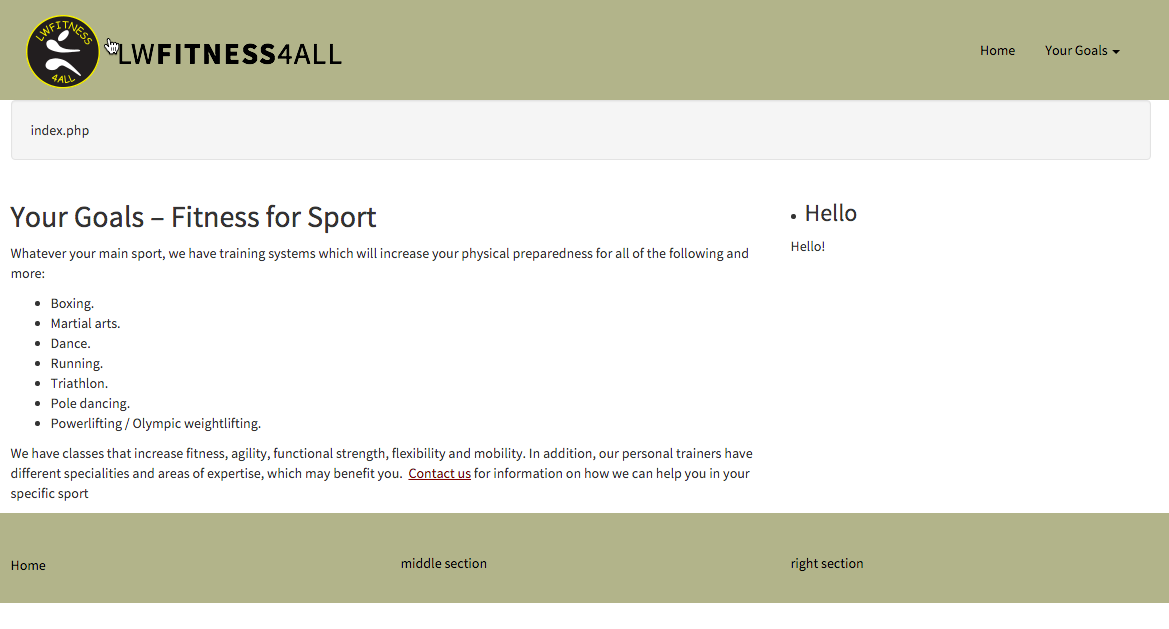 LWFITNESS
4ALL
LWFITNESS4ALL
Home
Your Goals
index.php
Your Goals – Fitness for Sport
Whatever your main sport, we have training systems which will increase your physical preparedness for all of the following and
more:
• Boxing.
• Martial arts.
• Dance.
• Running.
• Triathlon.
• Pole dancing.
• Powerlifting / Olympic weightlifting.
We have classes that increase fitness, agility, functional strength, flexibility and mobility. In addition, our personal trainers have
different specialities and areas of expertise, which may benefit you. Contact us for information on how we can help you in your
specific sport
• Hello
Hello!
Home
middle section
right section